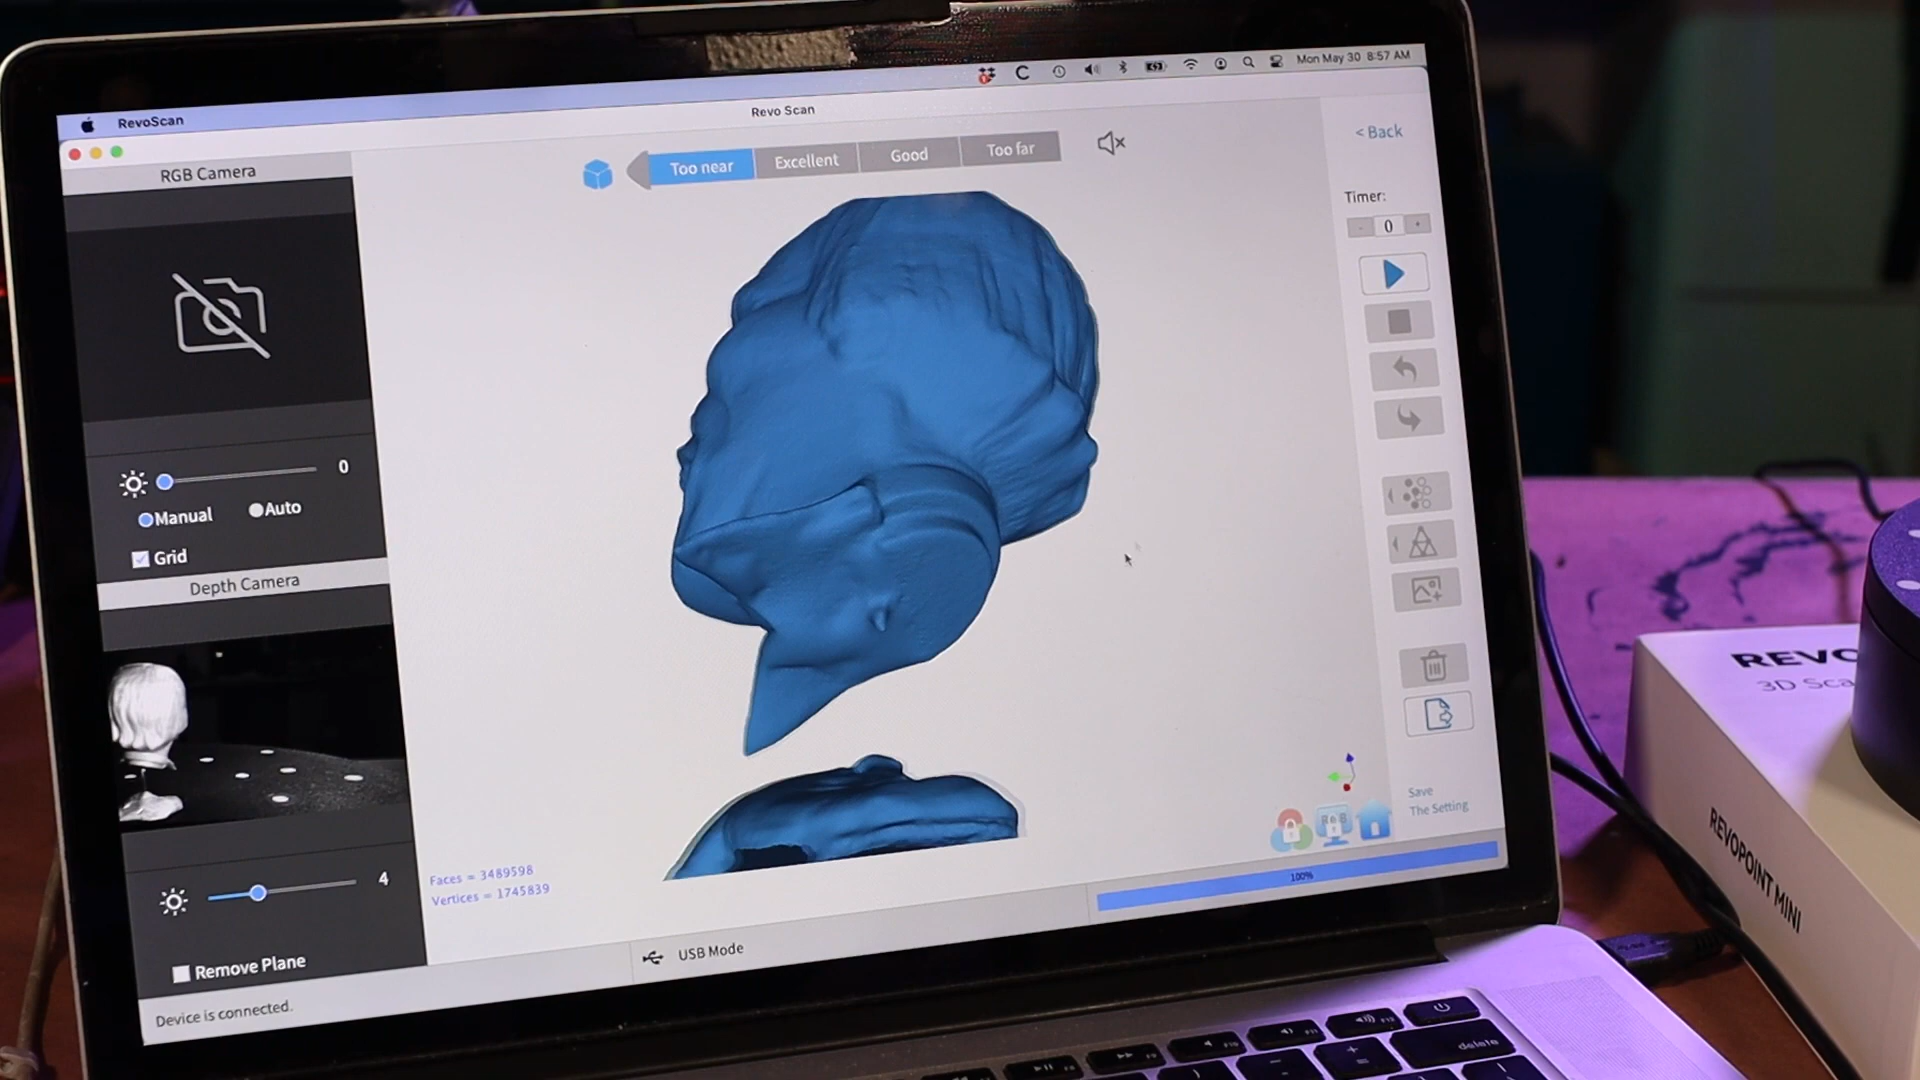 RevoScan
Mon May 30 8:57 AM
Revo Scan
RGB Camera
Too near
Excellent
Good
Too far
< Back
Timer:
- 0 +
0
Manual
Auto
Grid
Depth Camera
4
Remove Plane
Faces = 3489598
Vertices = 1745839
Save
The Setting
100%
USB Mode
Device is connected.
REVO
3D Sca
REVOPOINT MINI
delete